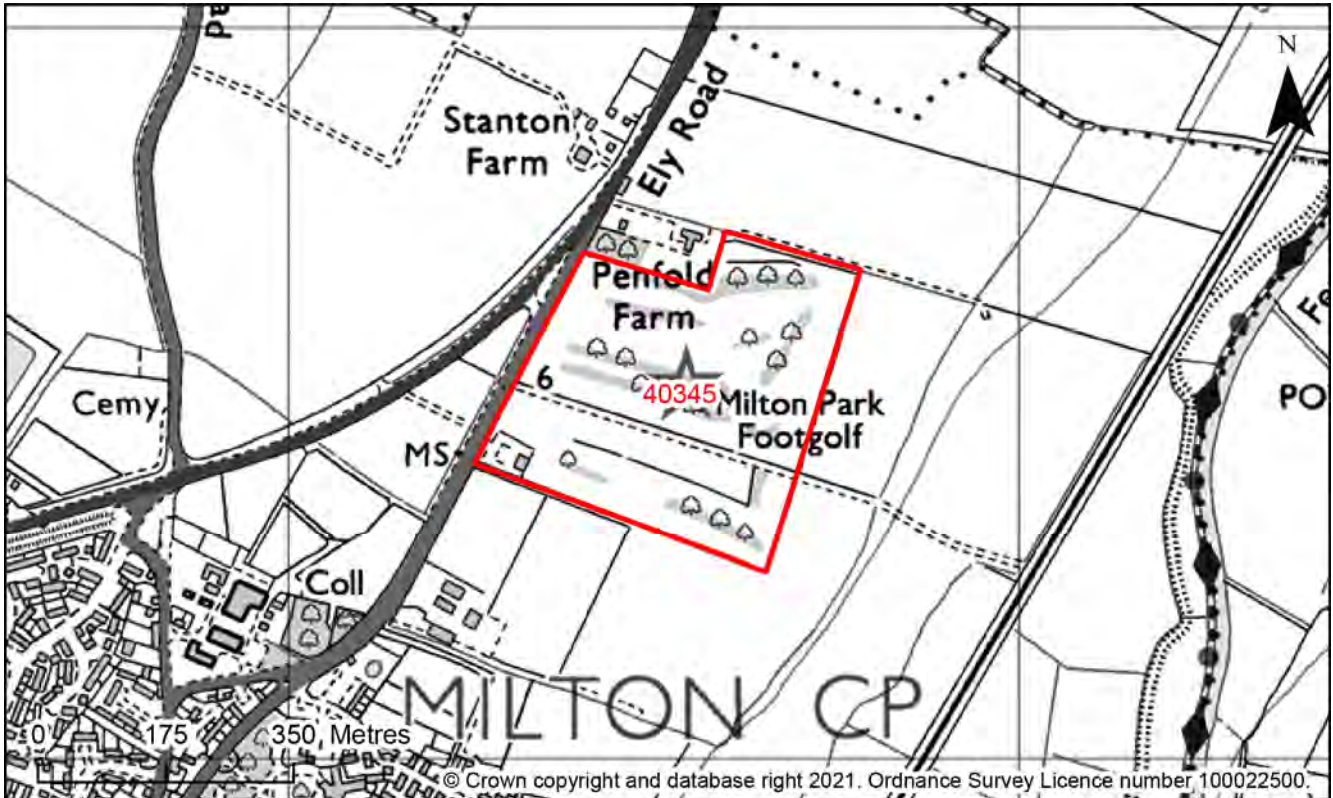 N
Stanton
Farm
Ely Road
Penfold
Farm
6
40345
Milton Park
Footgolf
Cemy
MS
Coll
MILTON CP
0 175 350 Metres
© Crown copyright and database right 2021. Ordnance Survey Licence number 100022500.